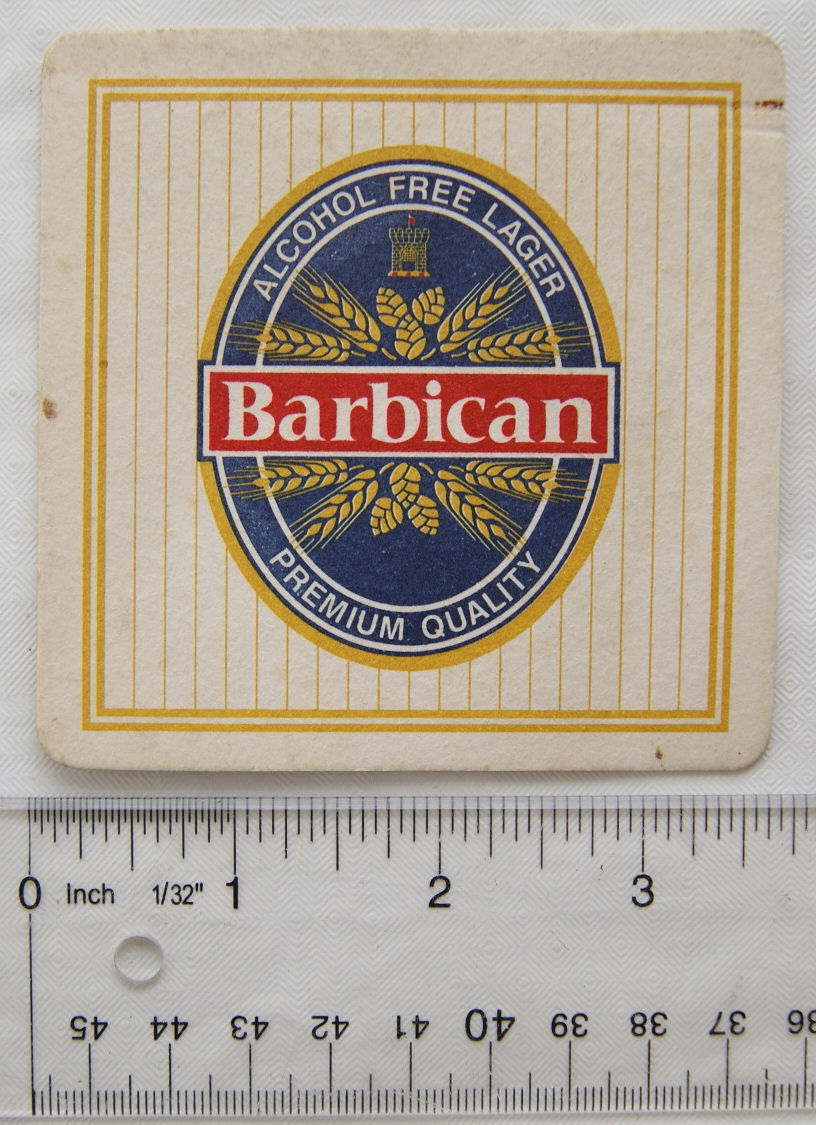 ALCOHOL FREE LAGER
Barbican
PREMIUM QUALITY
0 Inch 1/32" 1 2 3
45 44 43 42 41 40 39 38 37 36